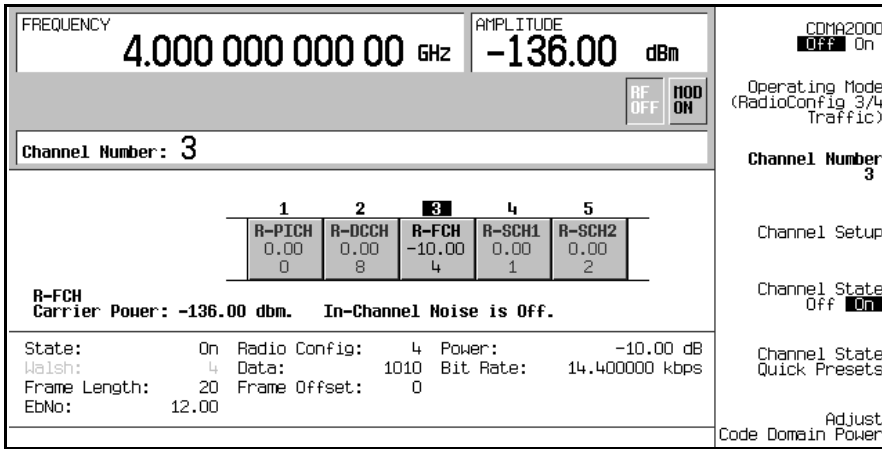 FREQUENCY
4.000 000 000 00 GHz
AMPLITUDE
-136.00 dBm
RF OFF
MOD ON
Channel Number: 3
1 2 3 4 5
R-PICH R-DCCH R-FCH R-SCH1 R-SCH2
0.00 0.00 -10.00 0.00 0.00
0 8 4 1 2
R-FCH
Carrier Power: -136.00 dbm. In-Channel Noise is Off.
State: On Radio Config: 4 Power: -10.00 dB
Walsh: 4 Data: 1010 Bit Rate: 14.400000 kbps
Frame Length: 20 Frame Offset: 0
EbNo: 12.00
CDMA2000
Off On
Operating Mode
(RadioConfig 3/4
Traffic)
Channel Number
3
Channel Setup
Channel State
Off On
Channel State
Quick Presets
Adjust
Code Domain Power